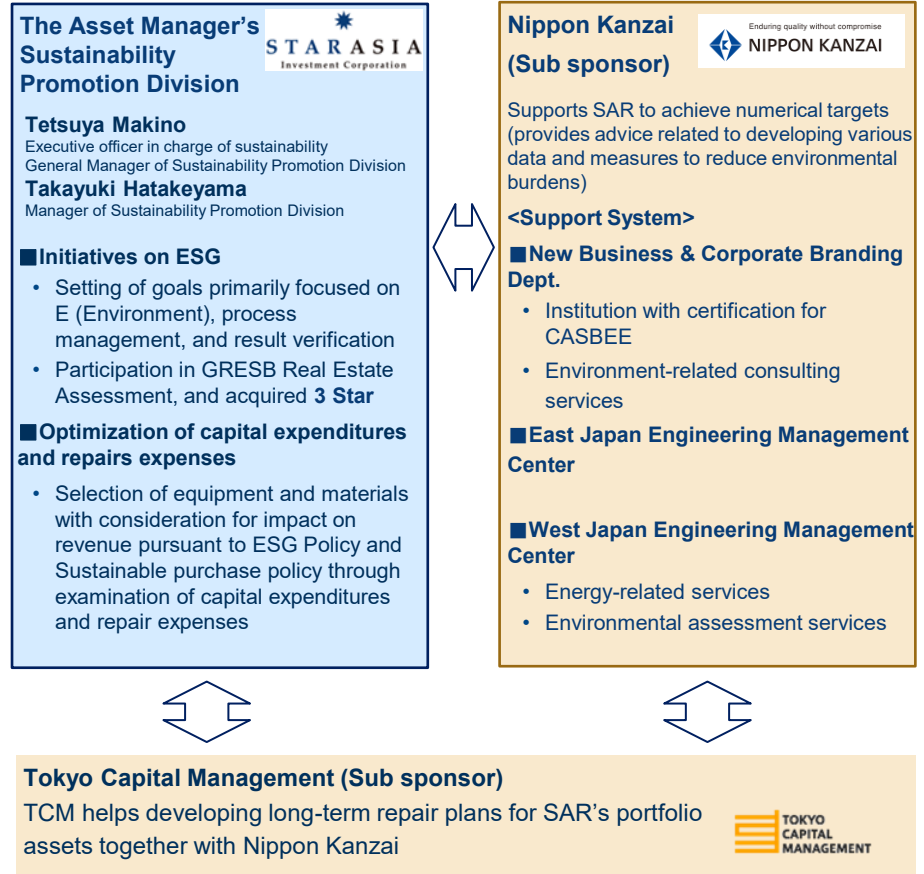 The Asset Manager's
Sustainability
Promotion Division
STARASIA
Investment Corporation
Tetsuya Makino
Executive officer in charge of sustainability
General Manager of Sustainability Promotion Division
Takayuki Hatakeyama
Manager of Sustainability Promotion Division
■Initiatives on ESG
• Setting of goals primarily focused on
E (Environment), process
management, and result verification
• Participation in GRESB Real Estate
Assessment, and acquired 3 Star
■Optimization of capital expenditures
and repairs expenses
• Selection of equipment and materials
with consideration for impact on
revenue pursuant to ESG Policy and
Sustainable purchase policy through
examination of capital expenditures
and repair expenses
Nippon Kanzai
(Sub sponsor)
Enduring quality without compromise
NIPPON KANZAI
Supports SAR to achieve numerical targets
(provides advice related to developing various
data and measures to reduce environmental
burdens)
<Support System>
■New Business & Corporate Branding
Dept.
• Institution with certification for
CASBEE
• Environment-related consulting
services
■East Japan Engineering Management
Center
■West Japan Engineering Management
Center
• Energy-related services
• Environmental assessment services
Tokyo Capital Management (Sub sponsor)
TCM helps developing long-term repair plans for SAR's portfolio
assets together with Nippon Kanzai
TOKYO
CAPITAL
MANAGEMENT